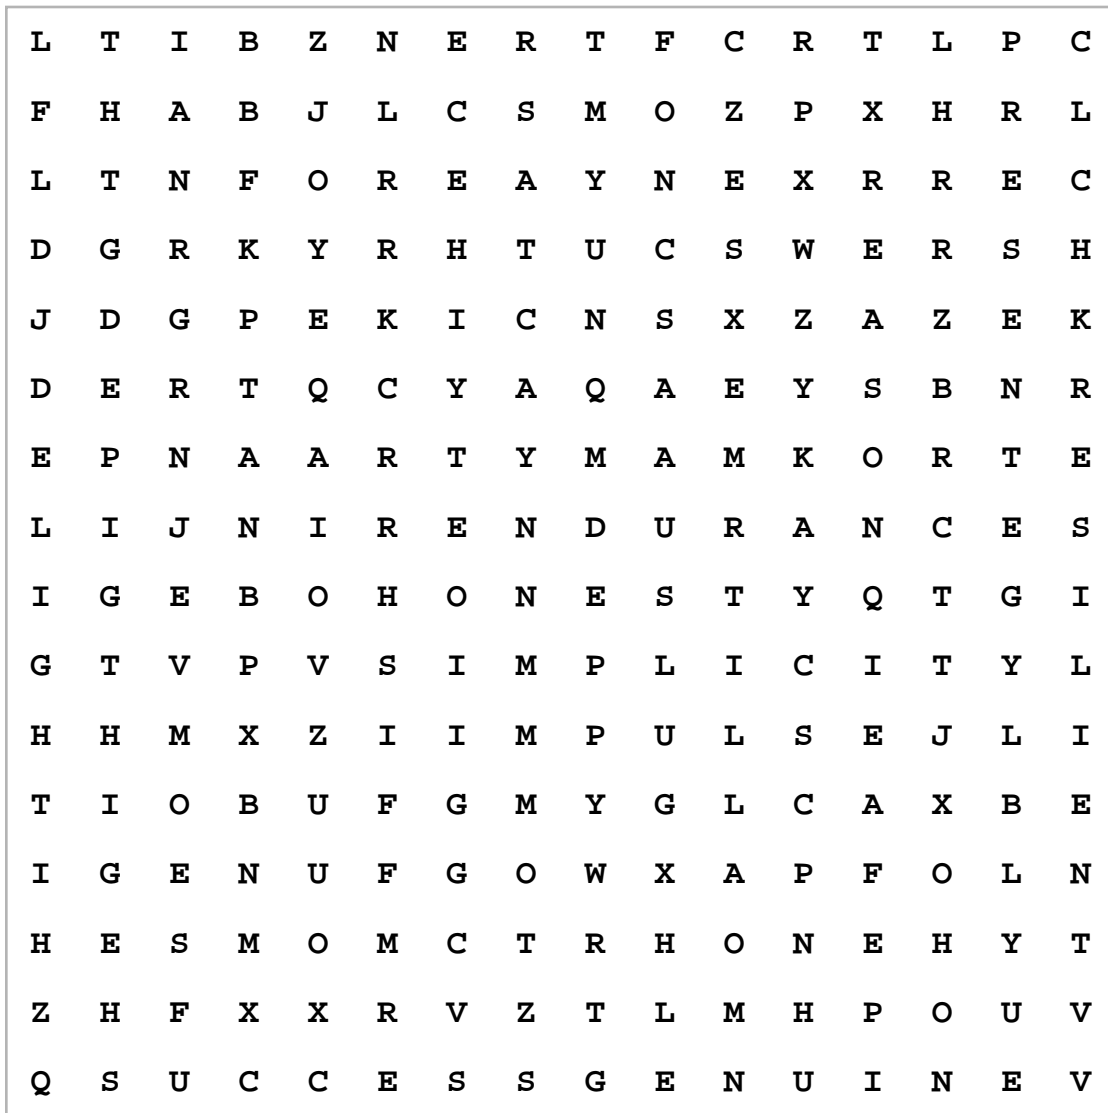 L T I B Z N E R T F C R T L P C
F H A B J L C S M O Z P X H R L
L T N F O R E A Y N E X R R E C
D G R K Y R H T U C S W E R S H
J D G P E K I C N S X Z A Z E K
D E R T Q C Y A Q A E Y S B N R
E P N A A R T Y M A M K O R T E
L I J N I R E N D U R A N C E S
I G E B O H O N E S T Y Q T G I
G T V P V S I M P L I C I T Y L
H H M X Z I I M P U L S E J L I
T I O B U F G M Y G L C A X B E
I G E N U F G O W X A P F O L N
H E S M O M C T R H O N E H Y T
Z H F X X R V Z T L M H P O U V
Q S U C C E S S G E N U I N E V